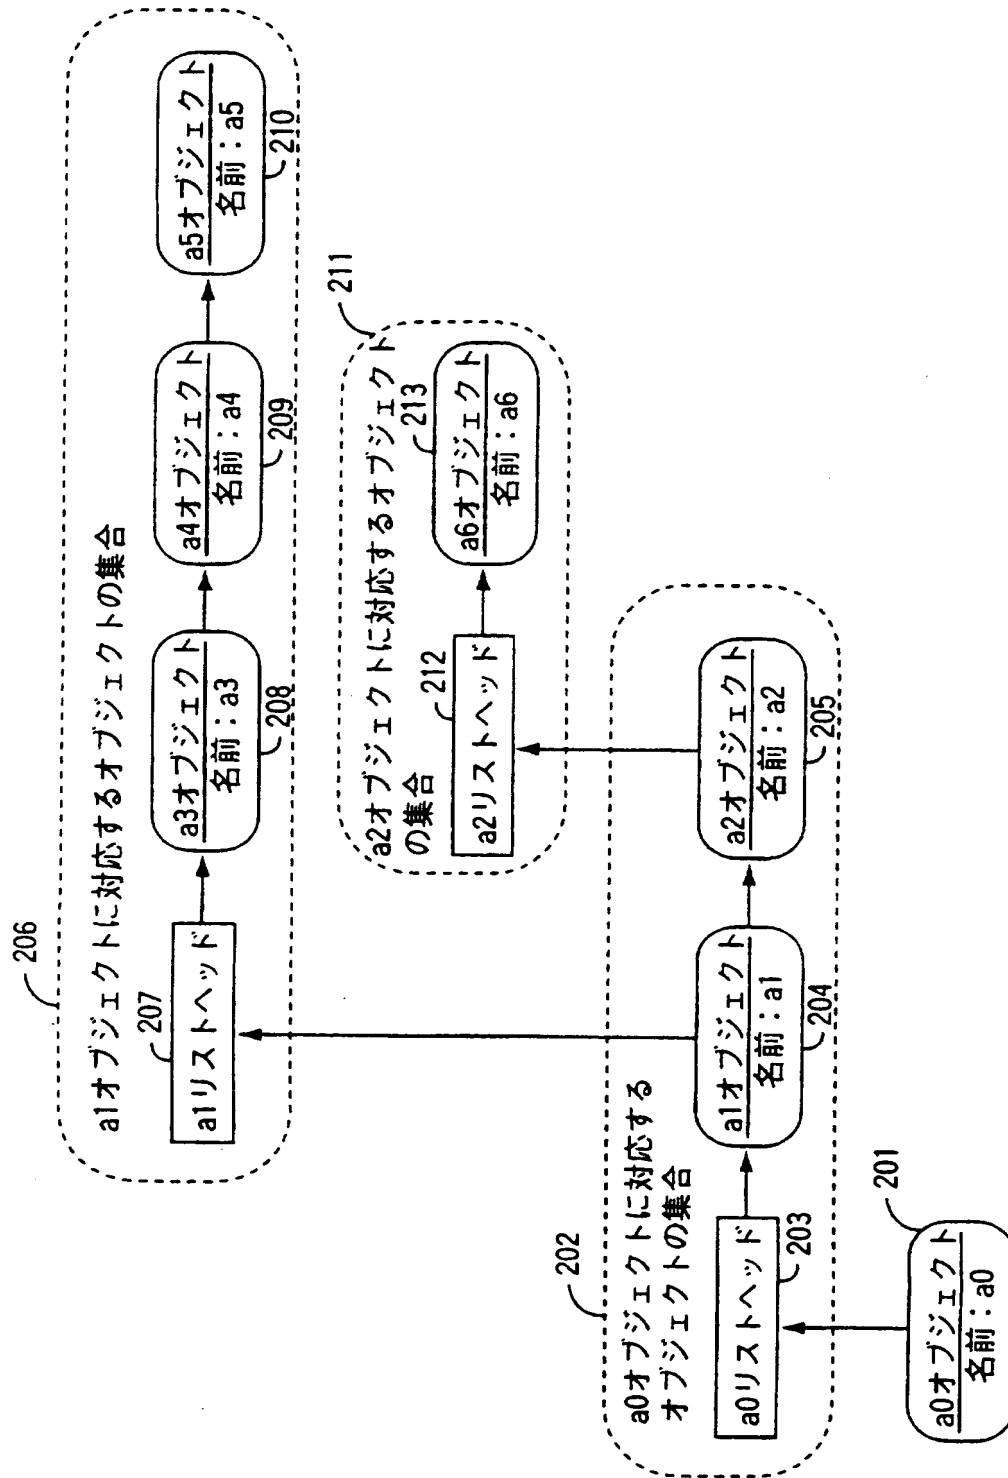 206
a1オブジェクトに対応するオブジェクトの集合
207
a1リストヘッド
a3オブジェクト
名前：a3
208
a4オブジェクト
名前：a4
209
a5オブジェクト
名前：a5
210
211
a2オブジェクトに対応するオブジェクト
の集合
212
a2リストヘッド
213
a6オブジェクト
名前：a6
202
a0オブジェクトに対応する
オブジェクトの集合
a0リストヘッド
203
a1オブジェクト
名前：a1
204
a2オブジェクト
名前：a2
205
201
a0オブジェクト
名前：a0